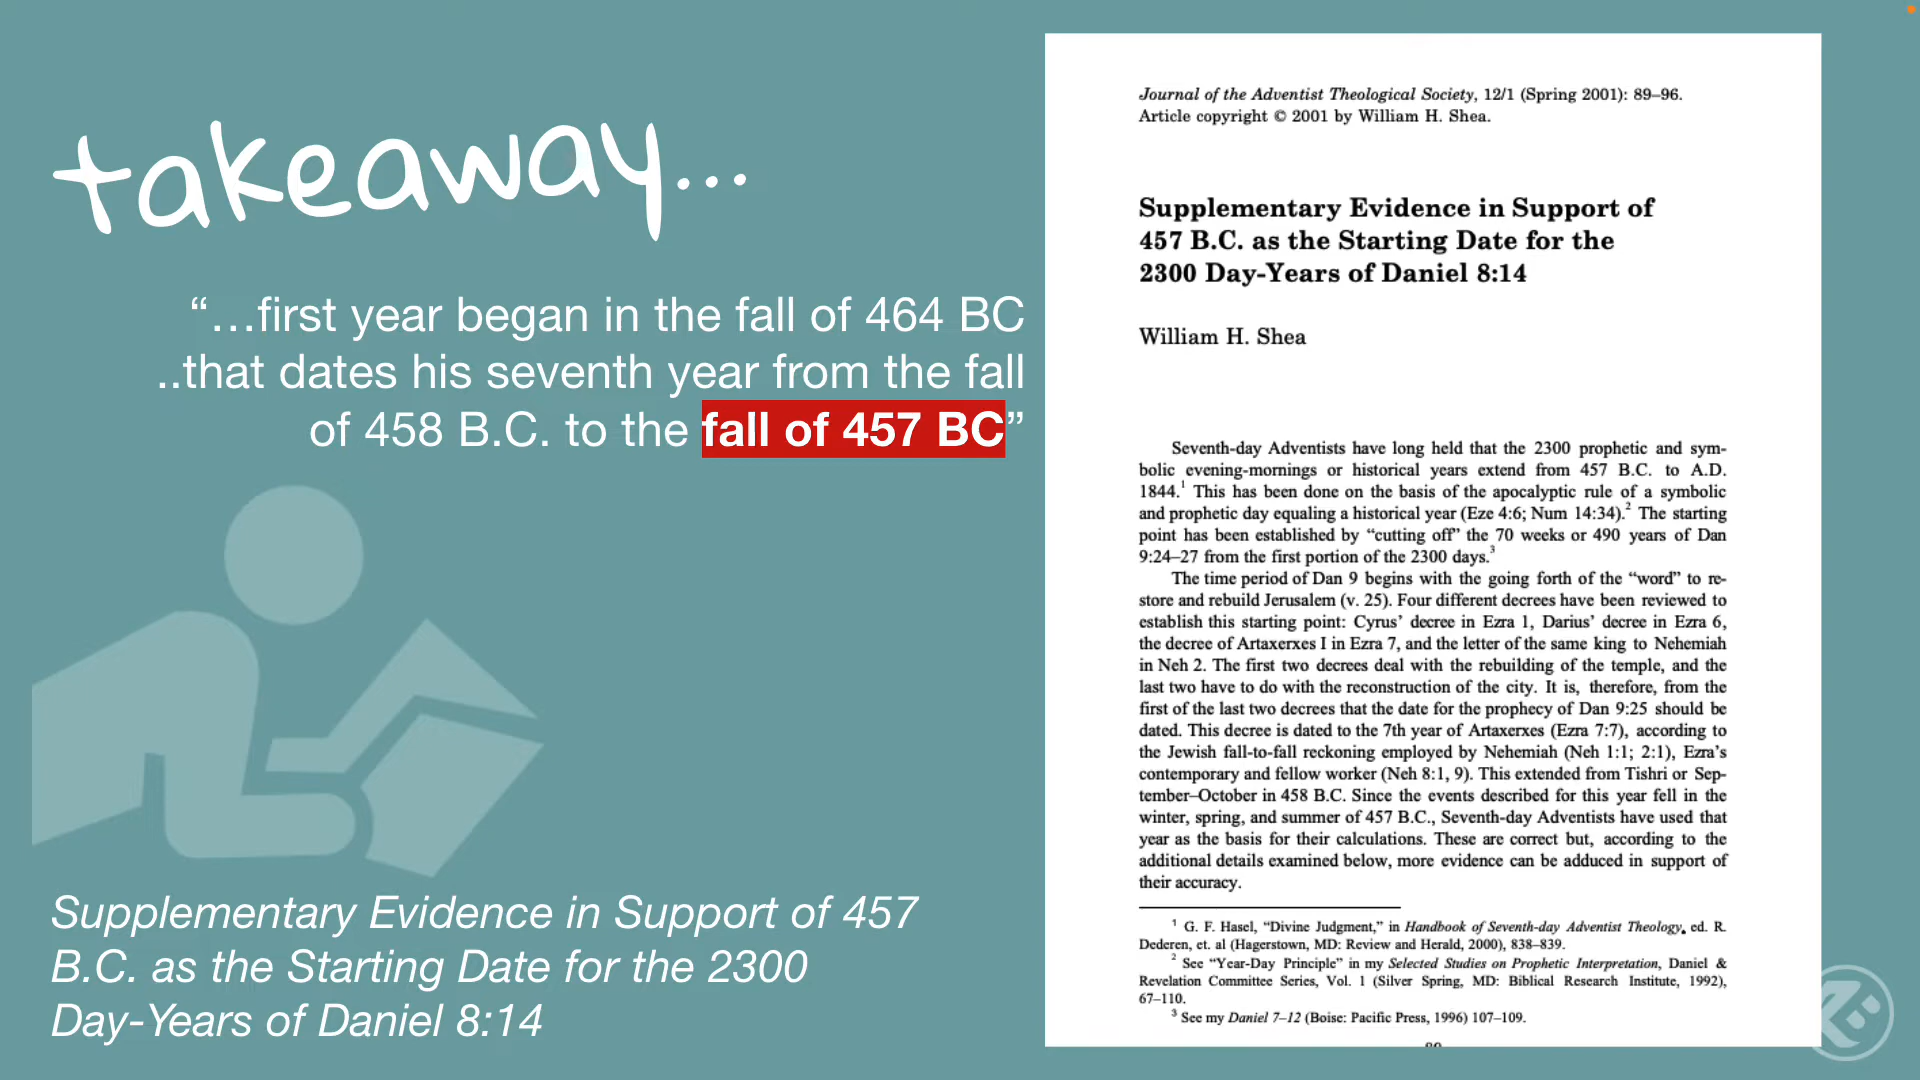 takeaway...
“…first year began in the fall of 464 BC
..that dates his seventh year from the fall
of 458 B.C. to the fall of 457 BC”
Supplementary Evidence in Support of 457
B.C. as the Starting Date for the 2300
Day-Years of Daniel 8:14
Journal of the Adventist Theological Society, 12/1 (Spring 2001): 89–96.
Article copyright © 2001 by William H. Shea.
Supplementary Evidence in Support of
457 B.C. as the Starting Date for the
2300 Day-Years of Daniel 8:14
William H. Shea
Seventh-day Adventists have long held that the 2300 prophetic and sym-
bolic evening-mornings or historical years extend from 457 B.C. to A.D.
1844.1 This has been done on the basis of the apocalyptic rule of a symbolic
and prophetic day equaling a historical year (Eze 4:6; Num 14:34).2 The starting
point has been established by “cutting off” the 70 weeks or 490 years of Dan
9:24–27 from the first portion of the 2300 days.3
The time period of Dan 9 begins with the going forth of the “word” to re-
store and rebuild Jerusalem (v. 25). Four different decrees have been reviewed to
establish this starting point: Cyrus’ decree in Ezra 1, Darius’ decree in Ezra 6,
the decree of Artaxerxes I in Ezra 7, and the letter of the same king to Nehemiah
in Neh 2. The first two decrees deal with the rebuilding of the temple, and the
last two have to do with the reconstruction of the city. It is, therefore, from the
first of the last two decrees that the date for the prophecy of Dan 9:25 should be
dated. This decree is dated to the 7th year of Artaxerxes (Ezra 7:7), according to
the Jewish fall-to-fall reckoning employed by Nehemiah (Neh 1:1; 2:1), Ezra’s
contemporary and fellow worker (Neh 8:1, 9). This extended from Tishri or Sep-
tember–October in 458 B.C. Since the events described for this year fell in the
winter, spring, and summer of 457 B.C., Seventh-day Adventists have used that
year as the basis for their calculations. These are correct but, according to the
additional details examined below, more evidence can be adduced in support of
their accuracy.
1 G. F. Hasel, “Divine Judgment,” in Handbook of Seventh-day Adventist Theology, ed. R.
Dederen, et. al (Hagerstown, MD: Review and Herald, 2000), 838–839.
2 See “Year-Day Principle” in my Selected Studies on Prophetic Interpretation, Daniel &
Revelation Committee Series, Vol. 1 (Silver Spring, MD: Biblical Research Institute, 1992),
67–110.
3 See my Daniel 7–12 (Boise: Pacific Press, 1996) 107–109.